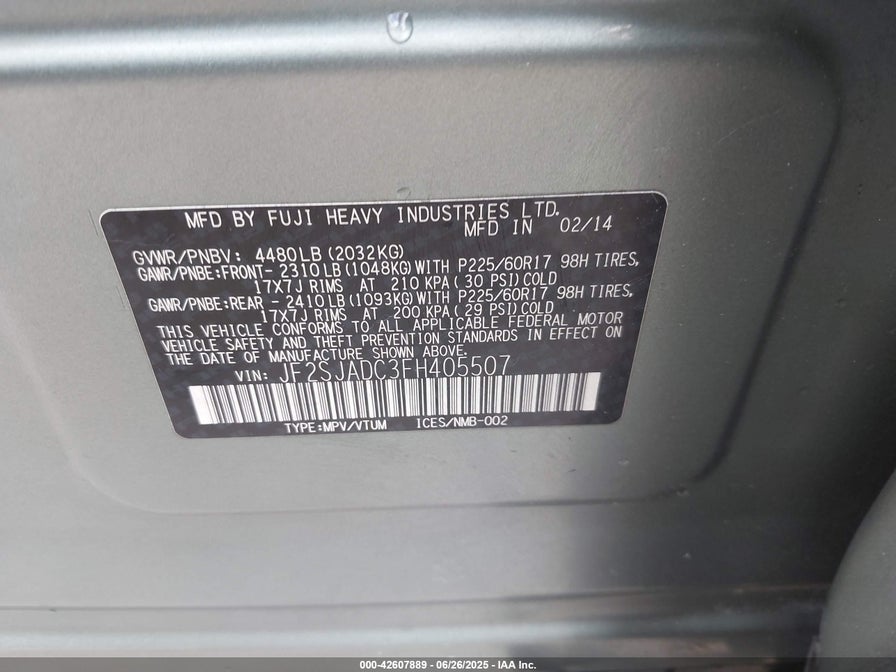 MFD BY FUJI HEAVY INDUSTRIES LTD.
MFD IN 02/14
GVWR/PNBV: 4480LB (2032KG)
GAWR/PNBE:FRONT- 2310LB (1048KG) WITH P225/60R17 98H TIRES,
17X7J RIMS AT 210 KPA ( 30 PSI) COLD
GAWR/PNBE:REAR - 2410LB (1093KG) WITH P225/60R17 98H TIRES,
17X7J RIMS AT 200 KPA ( 29 PSI) COLD
THIS VEHICLE CONFORMS TO ALL APPLICABLE FEDERAL MOTOR
VEHICLE SAFETY AND THEFT PREVENTION STANDARDS IN EFFECT ON
THE DATE OF MANUFACTURE SHOWN ABOVE.
VIN: JF2SJADC3FH405507
TYPE:MPV/VTUM ICES/NMB-002
000-42607889 - 06/26/2025 - IAA Inc.